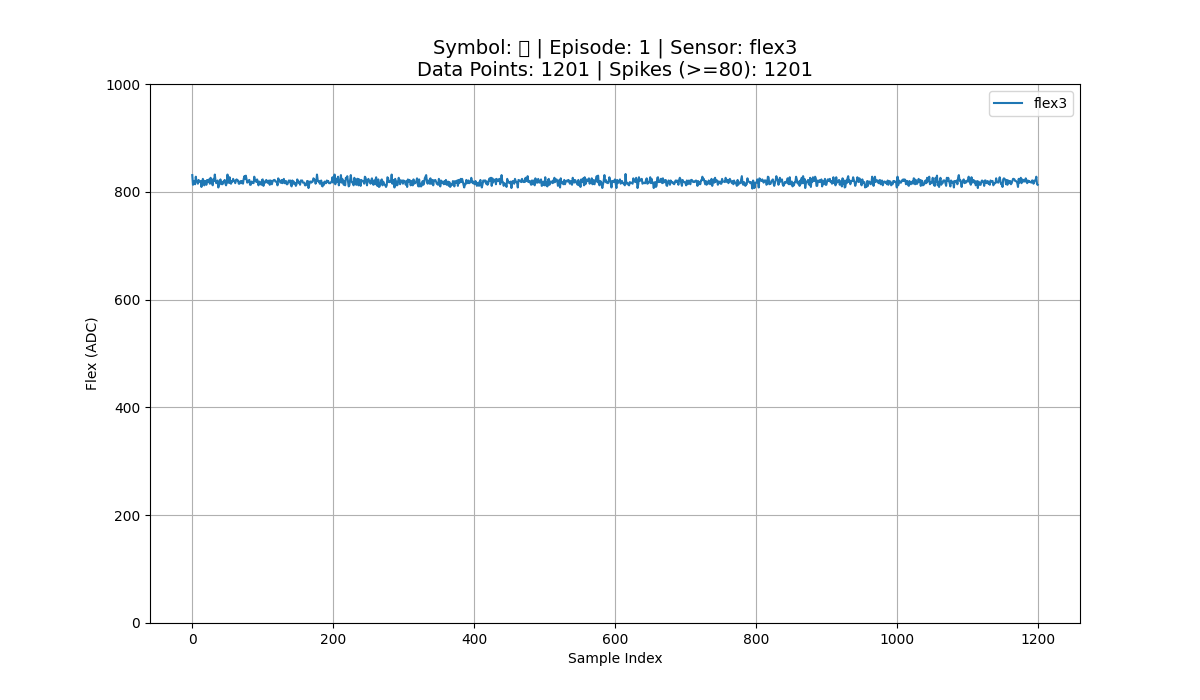 Symbol: | Episode: 1 | Sensor: flex3
Data Points: 1201 | Spikes (>=80): 1201
flex3
1000
800
600
400
200
0
Flex (ADC)
0 200 400 600 800 1000 1200
Sample Index